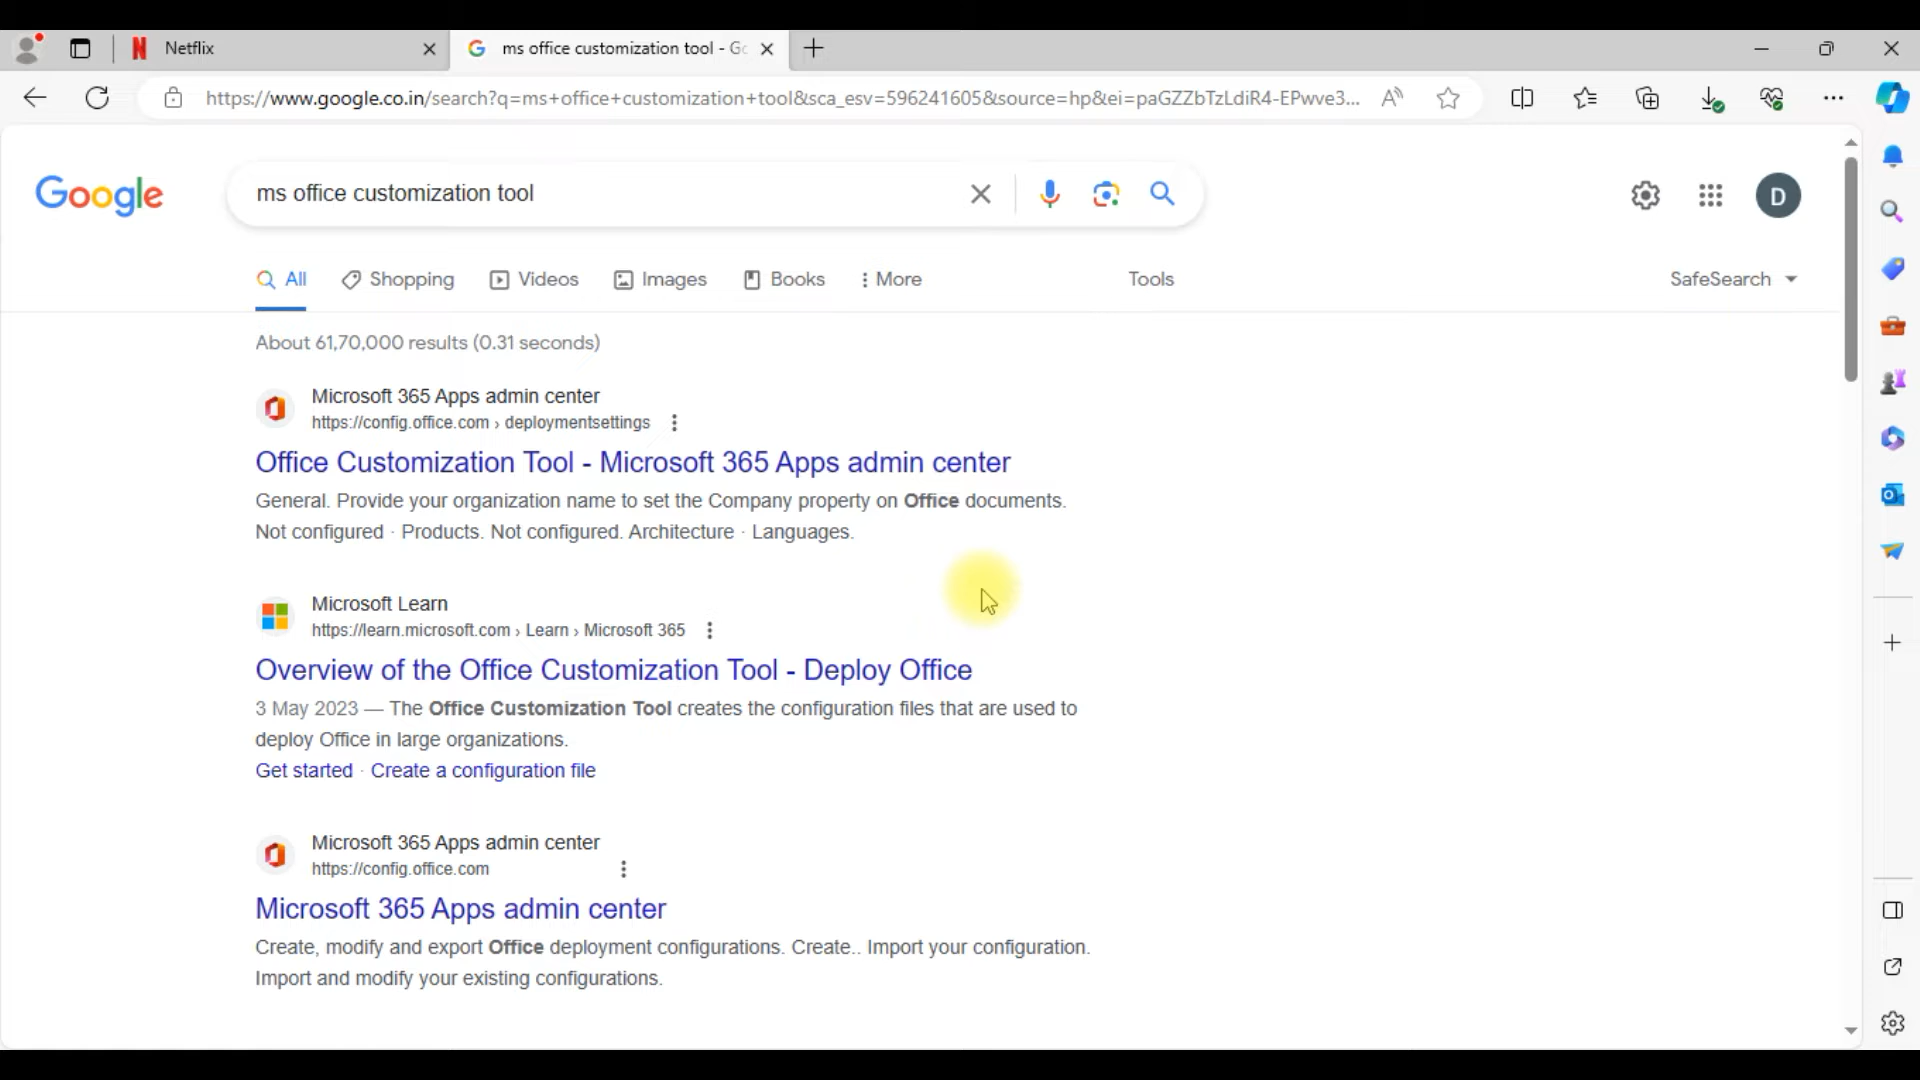 Netflix
ms office customization tool - Go
https://www.google.co.in/search?q=ms+office+customization+tool&sca_esv=596241605&source=hp&ei=paGZZbTzLdiR4-EPwve3...
Google
ms office customization tool
D
All Shopping Videos Images Books More Tools SafeSearch
About 61,70,000 results (0.31 seconds)
Microsoft 365 Apps admin center
https://config.office.com › deploymentsettings
Office Customization Tool - Microsoft 365 Apps admin center
General. Provide your organization name to set the Company property on Office documents.
Not configured · Products. Not configured. Architecture · Languages.
Microsoft Learn
https://learn.microsoft.com › Learn › Microsoft 365
Overview of the Office Customization Tool - Deploy Office
3 May 2023 — The Office Customization Tool creates the configuration files that are used to
deploy Office in large organizations.
Get started · Create a configuration file
Microsoft 365 Apps admin center
https://config.office.com
Microsoft 365 Apps admin center
Create, modify and export Office deployment configurations. Create.. Import your configuration.
Import and modify your existing configurations.